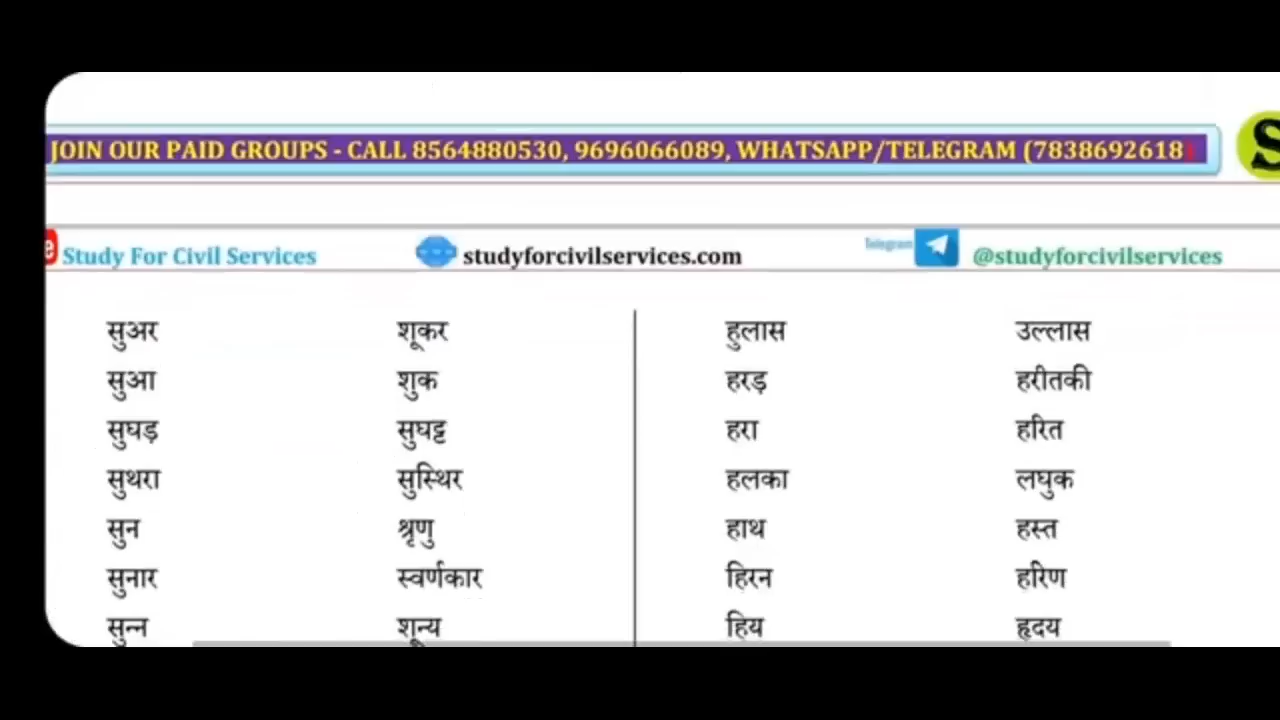 JOIN OUR PAID GROUPS - CALL 8564880530, 9696066089, WHATSAPP/TELEGRAM (7838692618)
S
e Study For Civil Services studyforcivilservices.com Telegram @studyforcivilservices
सुअर शूकर हुलास उल्लास
सुआ शुक हरड़ हरीतकी
सुघड़ सुघट्ट हरा हरित
सुथरा सुस्थिर हलका लघुक
सुन श्रृणु हाथ हस्त
सुनार स्वर्णकार हिरन हरिण
सुन्न शून्य हिय हृदय